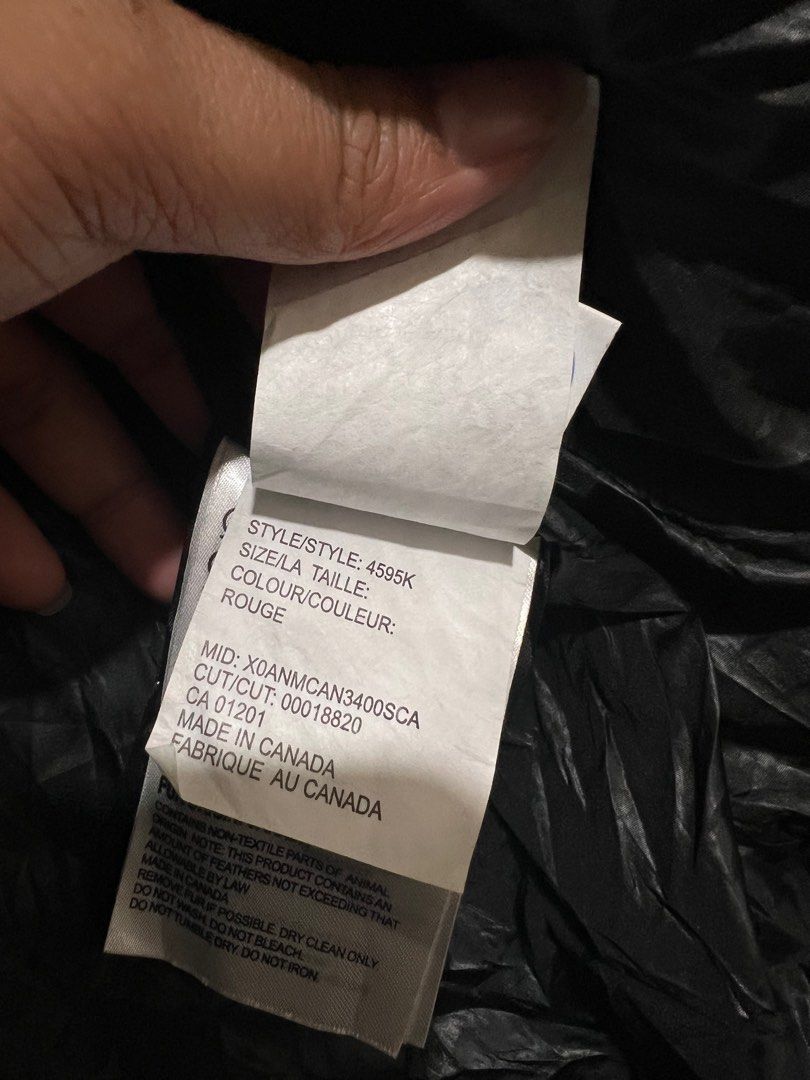 STYLE/STYLE: 4595K
SIZE/LA TAILLE:
COLOUR/COULEUR:
ROUGE
MID: X0ANMCAN3400SCA
CUT/CUT: 00018820
CA 01201
MADE IN CANADA
FABRIQUE AU CANADA
CONTAINS NON-TEXTILE PARTS OF ANIMAL
ORIGIN. NOTE: THIS PRODUCT CONTAINS AN
AMOUNT OF FEATHERS NOT EXCEEDING THAT
ALLOWABLE BY LAW
MADE IN CANADA
REMOVE FUR IF POSSIBLE. DRY CLEAN ONLY.
DO NOT WASH. DO NOT BLEACH.
DO NOT TUMBLE DRY. DO NOT IRON.